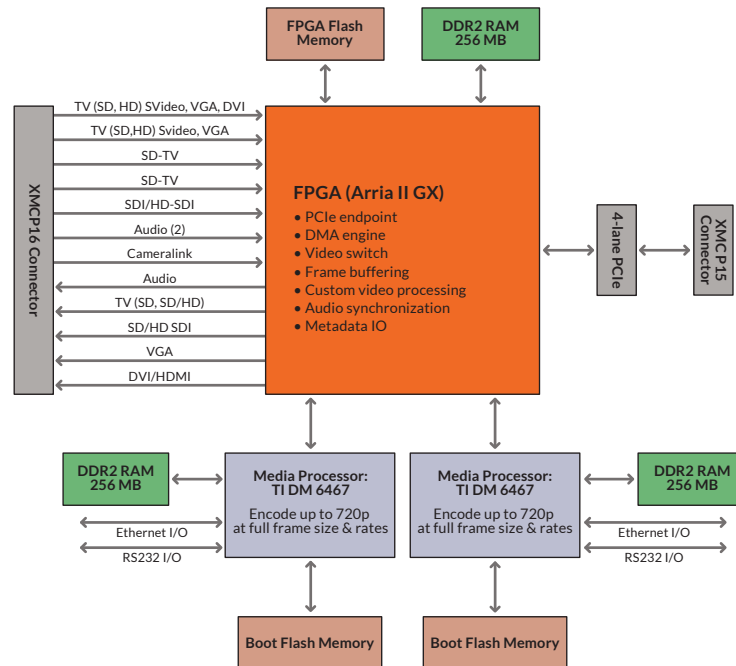 FPGA Flash
Memory
DDR2 RAM
256 MB
XMCP16 Connector
TV (SD, HD) SVideo, VGA, DVI
TV (SD,HD) Svideo, VGA
SD-TV
SD-TV
SDI/HD-SDI
Audio (2)
Cameralink
Audio
TV (SD, SD/HD)
SD/HD SDI
VGA
DVI/HDMI
FPGA (Arria II GX)
• PCIe endpoint
• DMA engine
• Video switch
• Frame buffering
• Custom video processing
• Audio synchronization
• Metadata IO
4-lane PCIe
XMC P15
Connector
DDR2 RAM
256 MB
Ethernet I/O
RS232 I/O
Media Processor:
TI DM 6467
Encode up to 720p
at full frame size & rates
Media Processor:
TI DM 6467
Encode up to 720p
at full frame size & rates
DDR2 RAM
256 MB
Ethernet I/O
RS232 I/O
Boot Flash Memory
Boot Flash Memory